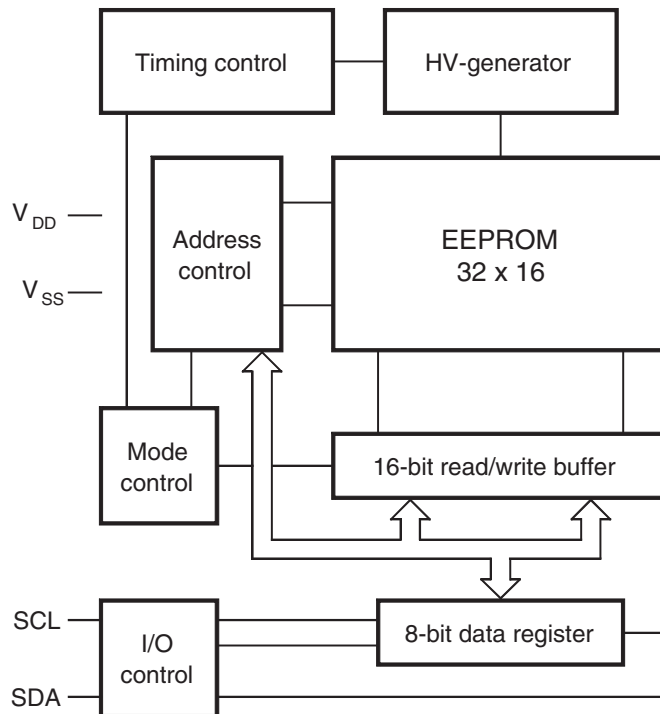 Timing control
HV-generator
V DD
V SS
Address
control
EEPROM
32 x 16
Mode
control
16-bit read/write buffer
SCL
SDA
I/O
control
8-bit data register